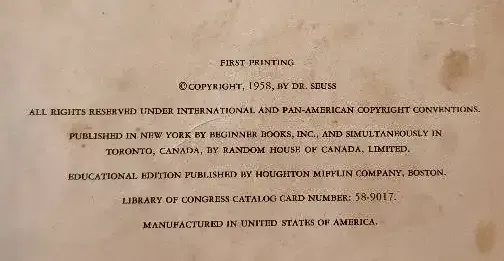 FIRST PRINTING
©COPYRIGHT, 1958, BY DR. SEUSS
ALL RIGHTS RESERVED UNDER INTERNATIONAL AND PAN-AMERICAN COPYRIGHT CONVENTIONS.
PUBLISHED IN NEW YORK BY BEGINNER BOOKS, INC., AND SIMULTANEOUSLY IN
TORONTO, CANADA, BY RANDOM HOUSE OF CANADA, LIMITED.
EDUCATIONAL EDITION PUBLISHED BY HOUGHTON MIFFLIN COMPANY, BOSTON.
LIBRARY OF CONGRESS CATALOG CARD NUMBER: 58-9017.
MANUFACTURED IN UNITED STATES OF AMERICA.